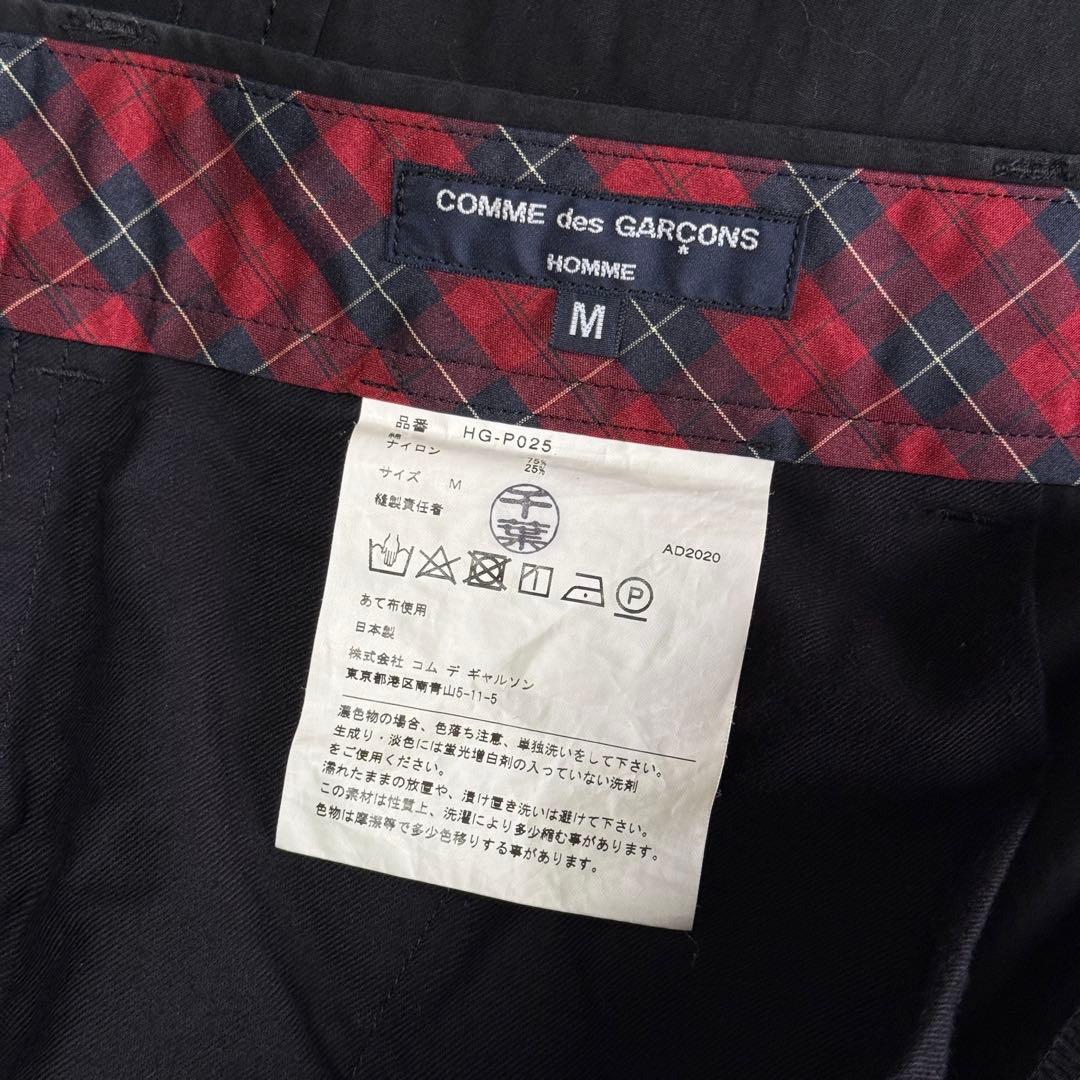 COMME des GARÇONS
HOMME
M
品番 HG-P025
綿 75%
ナイロン 25%
サイズ M
縫製責任者
千葉
AD2020
P
あて布使用
日本製
株式会社 コム デ ギャルソン
東京都港区南青山5-11-5
濃色物の場合、色落ち注意、単独洗いをして下さい。
生成り・淡色には蛍光増白剤の入っていない洗剤
をご使用ください。
濡れたままの放置や、漬け置き洗いは避けて下さい。
この素材は性質上、洗濯により多少縮む事があります。
色物は摩擦等で多少色移りする事があります。